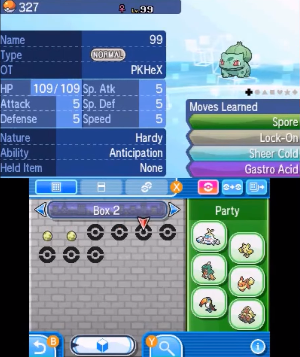 327 Lv.99
Name 99
Type NORMAL
OT PKHeX
HP 109/109 Sp. Atk 5
Attack 5 Sp. Def 5
Defense 5 Speed 5
Nature Hardy
Ability Anticipation
Held Item None
Moves Learned
Spore
Lock-On
Sheer Cold
Gastro Acid
X
Box 2
Party
B
Y